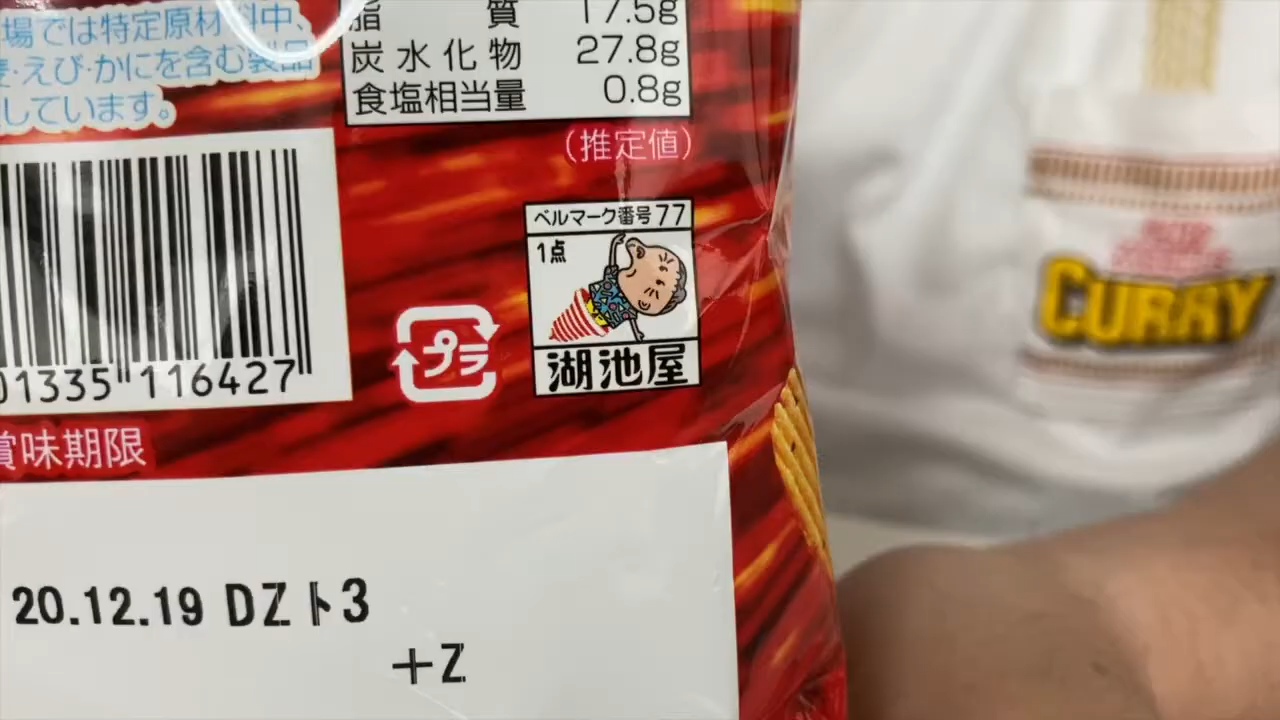 場では特定原材料中、
えび・かにを含む製品
しています。
脂質 17.5g
炭水化物 27.8g
食塩相当量 0.8g
(推定値)
ベルマーク番号77
1点
湖池屋
プラ
01335 116427
賞味期限
20.12.19 DZト3
+Z
CURRY